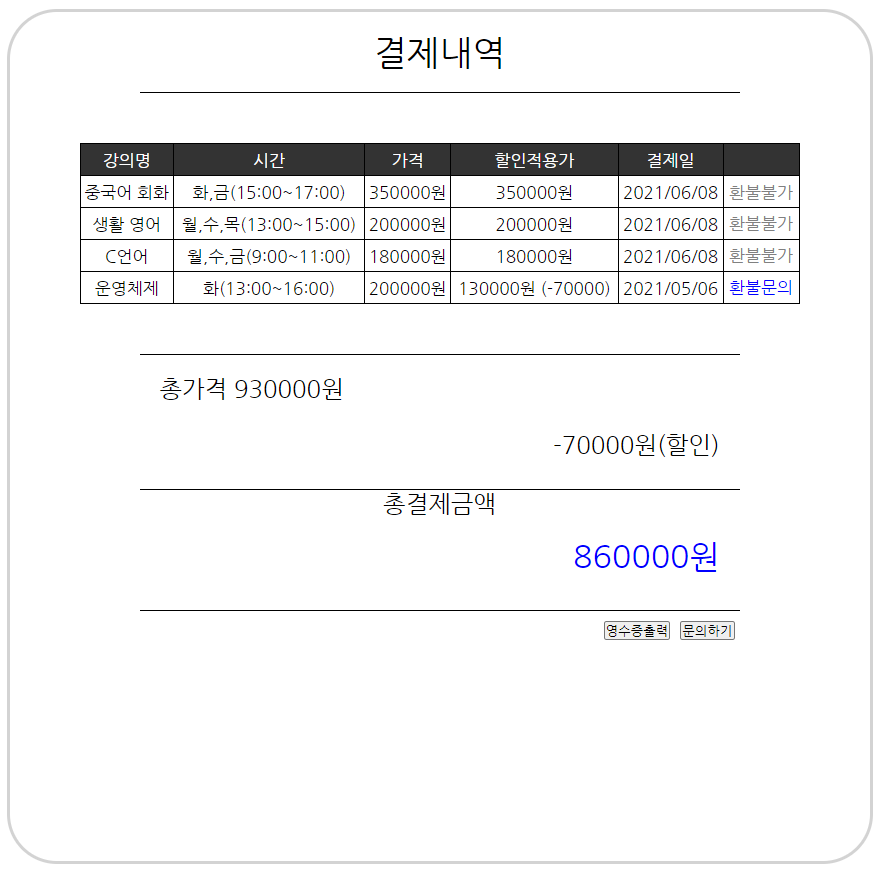 결제내역
강의명 시간 가격 할인적용가 결제일
중국어 회화 화,금(15:00~17:00) 350000원 350000원 2021/06/08 환불불가
생활 영어 월,수,목(13:00~15:00) 200000원 200000원 2021/06/08 환불불가
C언어 월,수,금(9:00~11:00) 180000원 180000원 2021/06/08 환불불가
운영체제 화(13:00~16:00) 200000원 130000원 (-70000) 2021/05/06 환불문의
총가격 930000원
-70000원(할인)
총결제금액
860000원
영수증출력 문의하기